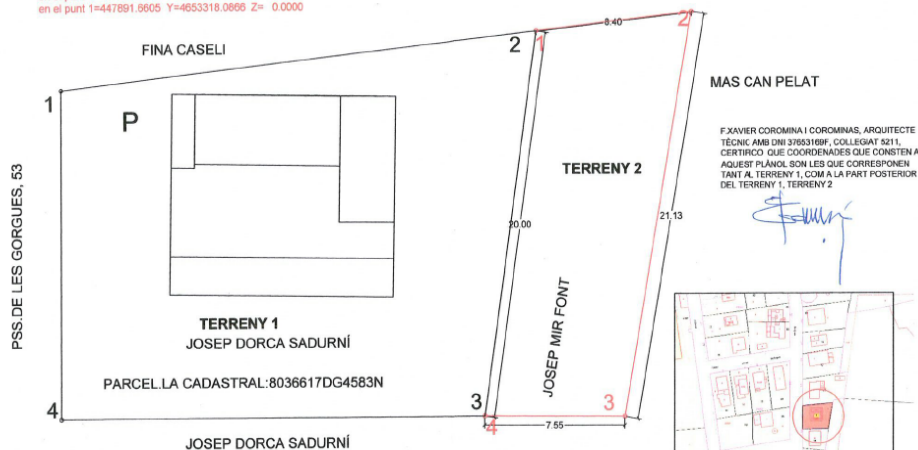 en el punt 1=447891.6605 Y=4653318.0866 Z= 0.0000
FINA CASELI
2
1
8.40
2
MAS CAN PELAT
1
P
F.XAVIER COROMINA I COROMINAS, ARQUITECTE
TÈCNIC AMB DNI 37653169F, COLLEGIAT 5211,
CERTIFICO QUE COORDENADES QUE CONSTEN A
AQUEST PLÀNOL SON LES QUE CORRESPONEN
TANT AL TERRENY 1, COM A LA PART POSTERIOR
DEL TERRENY 1, TERRENY 2
TERRENY 2
PSS.DE LES GORGUES, 53
20.00
21.13
JOSEP MIR FONT
TERRENY 1
JOSEP DORCA SADURNÍ
PARCEL.LA CADASTRAL:8036617DG4583N
4
3
4
3
7.55
JOSEP DORCA SADURNÍ